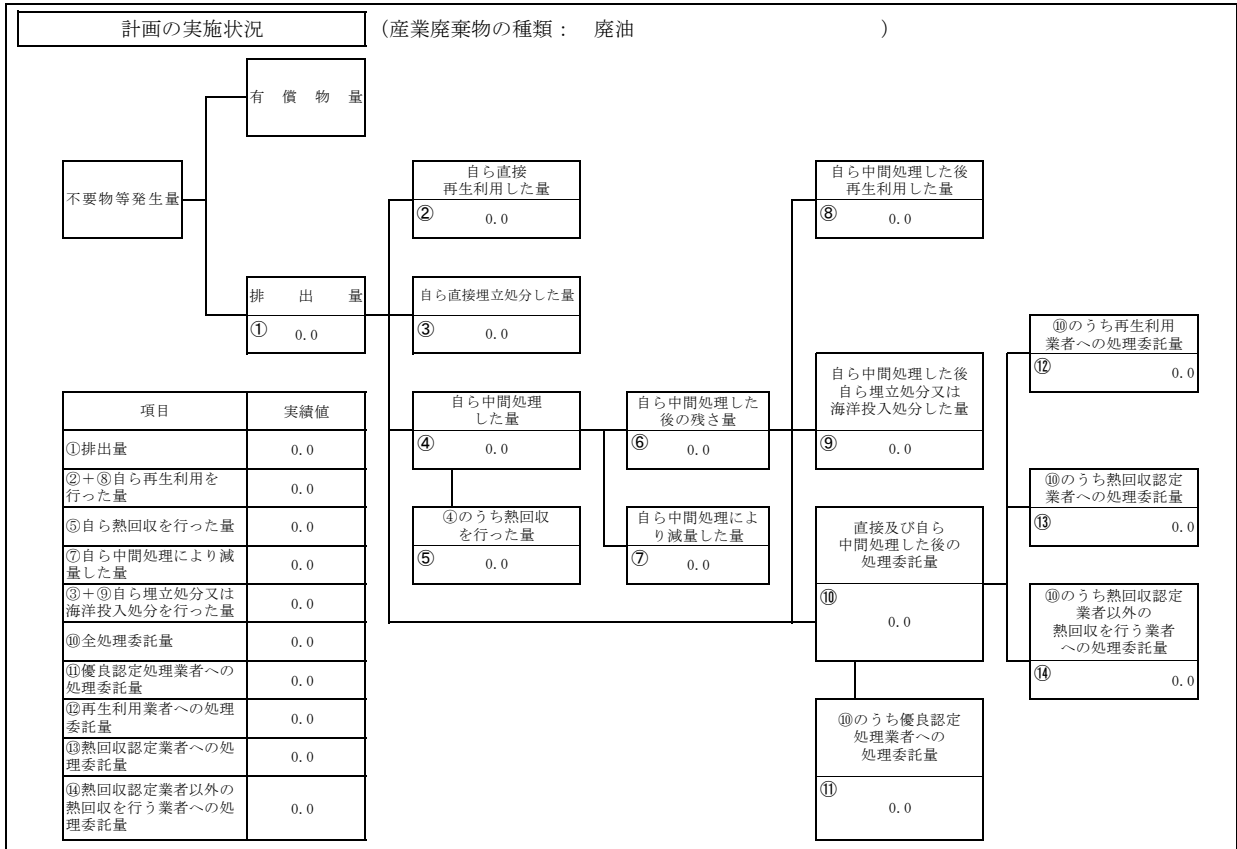 計画の実施状況
(産業廃棄物の種類： 廃油 )
有償物量
不要物等発生量
自ら直接
再生利用した量
② 0.0
自ら中間処理した後
再生利用した量
⑧ 0.0
排出量
① 0.0
自ら直接埋立処分した量
③ 0.0
⑩のうち再生利用
業者への処理委託量
⑫ 0.0
自ら中間処理
した量
④ 0.0
自ら中間処理した
後の残さ量
⑥ 0.0
自ら中間処理した後
自ら埋立処分又は
海洋投入処分した量
⑨ 0.0
⑩のうち熱回収認定
業者への処理委託量
⑬ 0.0
④のうち熱回収
を行った量
⑤ 0.0
自ら中間処理によ
り減量した量
⑦ 0.0
直接及び自ら
中間処理した後の
処理委託量
⑩
0.0
⑩のうち熱回収認定
業者以外の
熱回収を行う業者
への処理委託量
⑭ 0.0
⑩のうち優良認定
処理業者への
処理委託量
⑪
0.0
項目 実績値
①排出量 0.0
②＋⑧自ら再生利用を
行った量 0.0
⑤自ら熱回収を行った量 0.0
⑦自ら中間処理により減
量した量 0.0
③＋⑨自ら埋立処分又は
海洋投入処分を行った量 0.0
⑩全処理委託量 0.0
⑪優良認定処理業者への
処理委託量 0.0
⑫再生利用業者への処理
委託量 0.0
⑬熱回収認定業者への処
理委託量 0.0
⑭熱回収認定業者以外の
熱回収を行う業者への処
理委託量 0.0